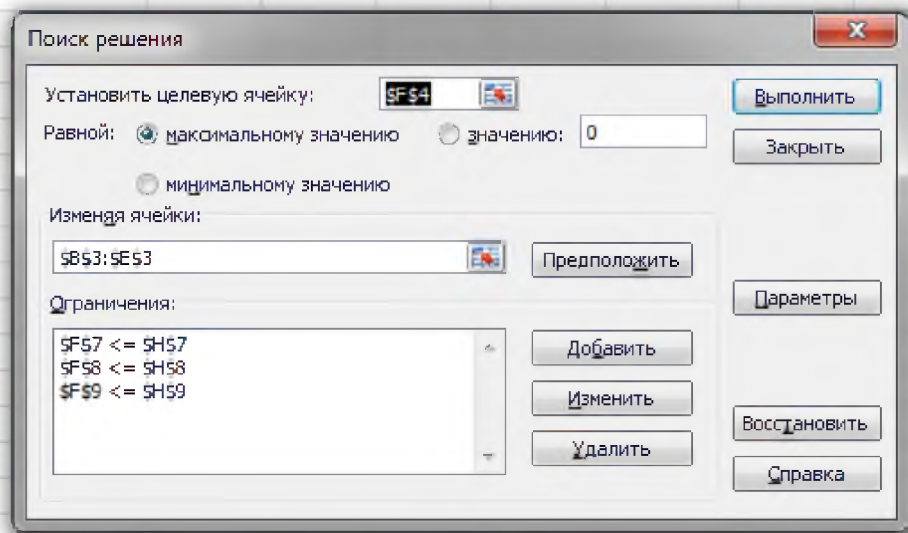 Поиск решения
Установить целевую ячейку: $F$4
Равной: максимальному значению значению: 0
минимальному значению
Изменяя ячейки:
$B$3:$E$3
Предположить
Ограничения:
$F$7 <= $H$7
$F$8 <= $H$8
$F$9 <= $H$9
Добавить
Изменить
Удалить
Выполнить
Закрыть
Параметры
Восстановить
Справка